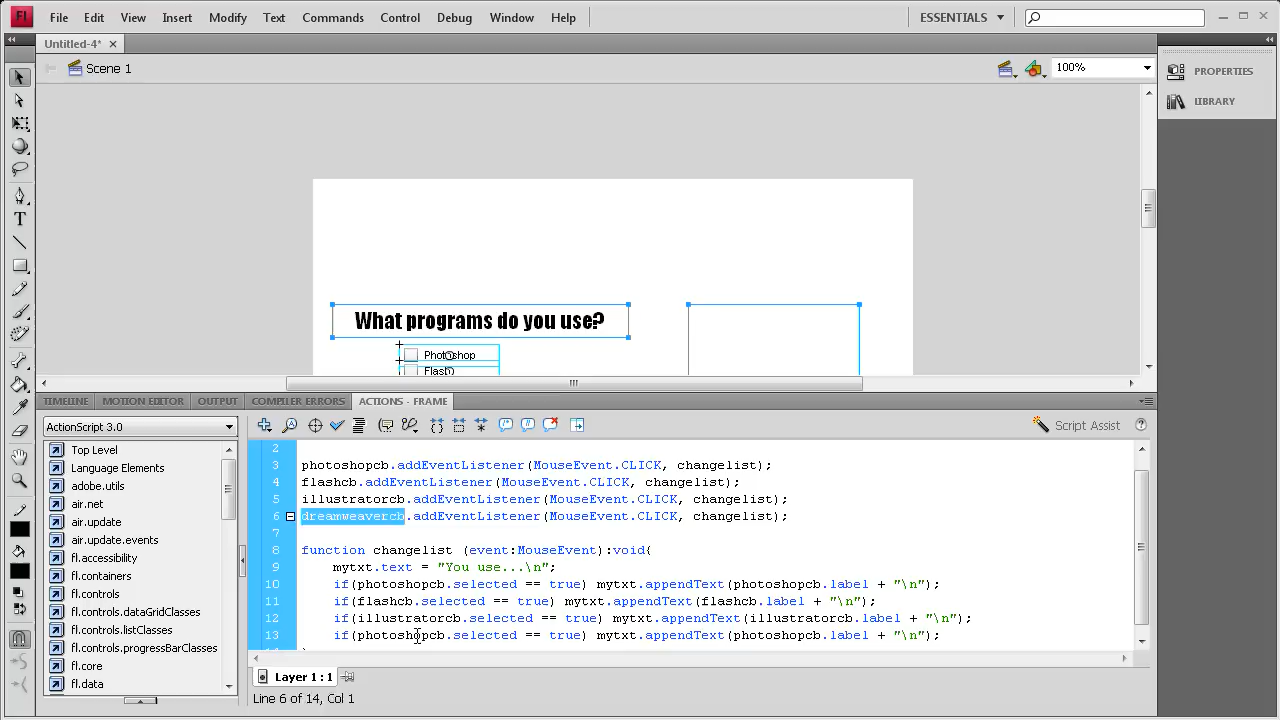 Fl File Edit View Insert Modify Text Commands Control Debug Window Help ESSENTIALS
Untitled-4*
Scene 1 100%
PROPERTIES
LIBRARY
What programs do you use?
Photoshop
Flash
TIMELINE MOTION EDITOR OUTPUT COMPILER ERRORS ACTIONS - FRAME
ActionScript 3.0 Script Assist
Top Level
Language Elements
adobe.utils
air.net
air.update
air.update.events
fl.accessibility
fl.containers
fl.controls
fl.controls.dataGridClasses
fl.controls.listClasses
fl.controls.progressBarClasses
fl.core
fl.data
2
3 photoshopcb.addEventListener(MouseEvent.CLICK, changelist);
4 flashcb.addEventListener(MouseEvent.CLICK, changelist);
5 illustratorcb.addEventListener(MouseEvent.CLICK, changelist);
6 dreamweavercb.addEventListener(MouseEvent.CLICK, changelist);
7
8 function changelist (event:MouseEvent):void{
9 mytxt.text = "You use...\n";
10 if(photoshopcb.selected == true) mytxt.appendText(photoshopcb.label + "\n");
11 if(flashcb.selected == true) mytxt.appendText(flashcb.label + "\n");
12 if(illustratorcb.selected == true) mytxt.appendText(illustratorcb.label + "\n");
13 if(photoshopcb.selected == true) mytxt.appendText(photoshopcb.label + "\n");
Layer 1 : 1
Line 6 of 14, Col 1